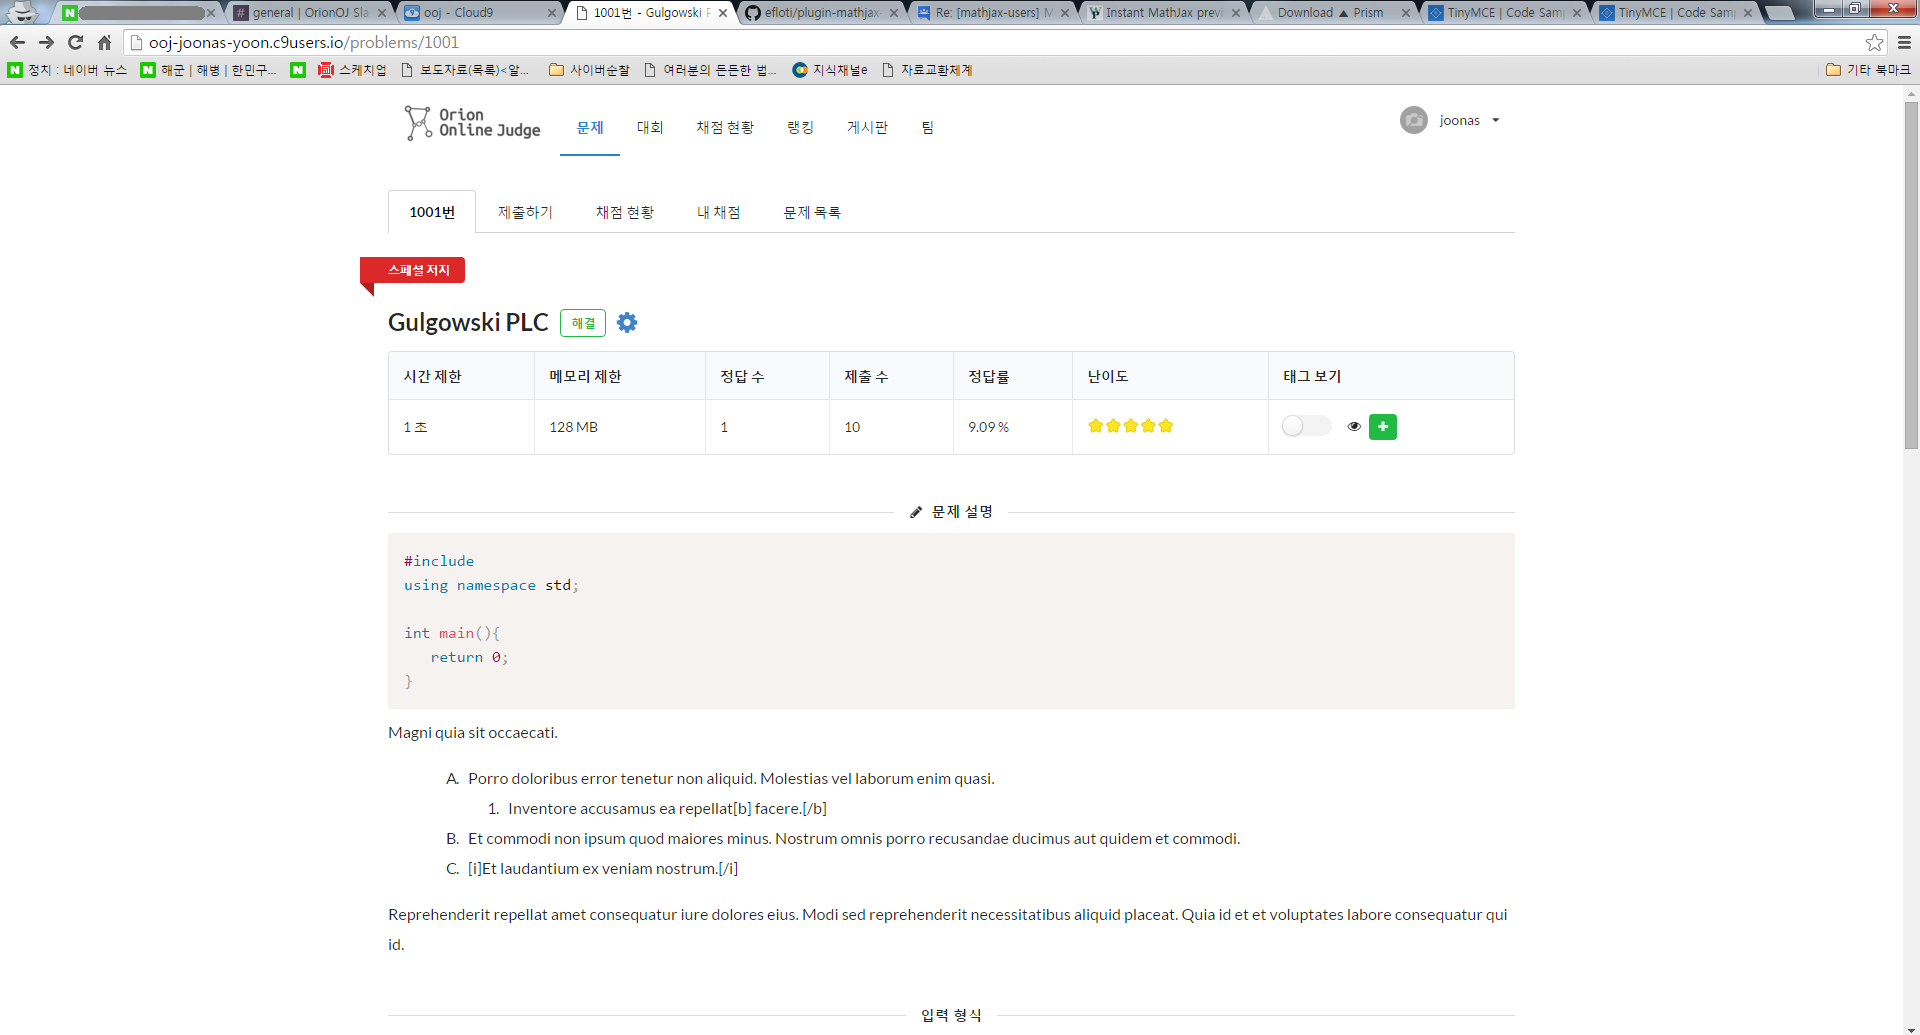 general | OrionOJ Sla
ooj - Cloud9
1001번 - Gulgowski P
efloti/plugin-mathjax-
Re: [mathjax-users] M
Instant MathJax previ
Download ▲ Prism
TinyMCE | Code Sam
TinyMCE | Code Sam
ooj-joonas-yoon.c9users.io/problems/1001
정치 : 네이버 뉴스
해군 | 해병 | 한민구...
스케치업
보도자료(목록)<알...
사이버순찰
여러분의 든든한 법...
지식채널e
자료교환체계
기타 북마크
Orion
Online Judge
문제
대회
채점 현황
랭킹
게시판
팀
joonas
1001번
제출하기
채점 현황
내 채점
문제 목록
스페셜 저지
Gulgowski PLC
해결
시간 제한 메모리 제한 정답 수 제출 수 정답률 난이도 태그 보기
1 초 128 MB 1 10 9.09 %
문제 설명
#include
using namespace std;
int main(){
return 0;
}
Magni quia sit occaecati.
A. Porro doloribus error tenetur non aliquid. Molestias vel laborum enim quasi.
1. Inventore accusamus ea repellat[b] facere.[/b]
B. Et commodi non ipsum quod maiores minus. Nostrum omnis porro recusandae ducimus aut quidem et commodi.
C. [i]Et laudantium ex veniam nostrum.[/i]
Reprehenderit repellat amet consequatur iure dolores eius. Modi sed reprehenderit necessitatibus aliquid placeat. Quia id et et voluptates labore consequatur qui
id.
입력 형식